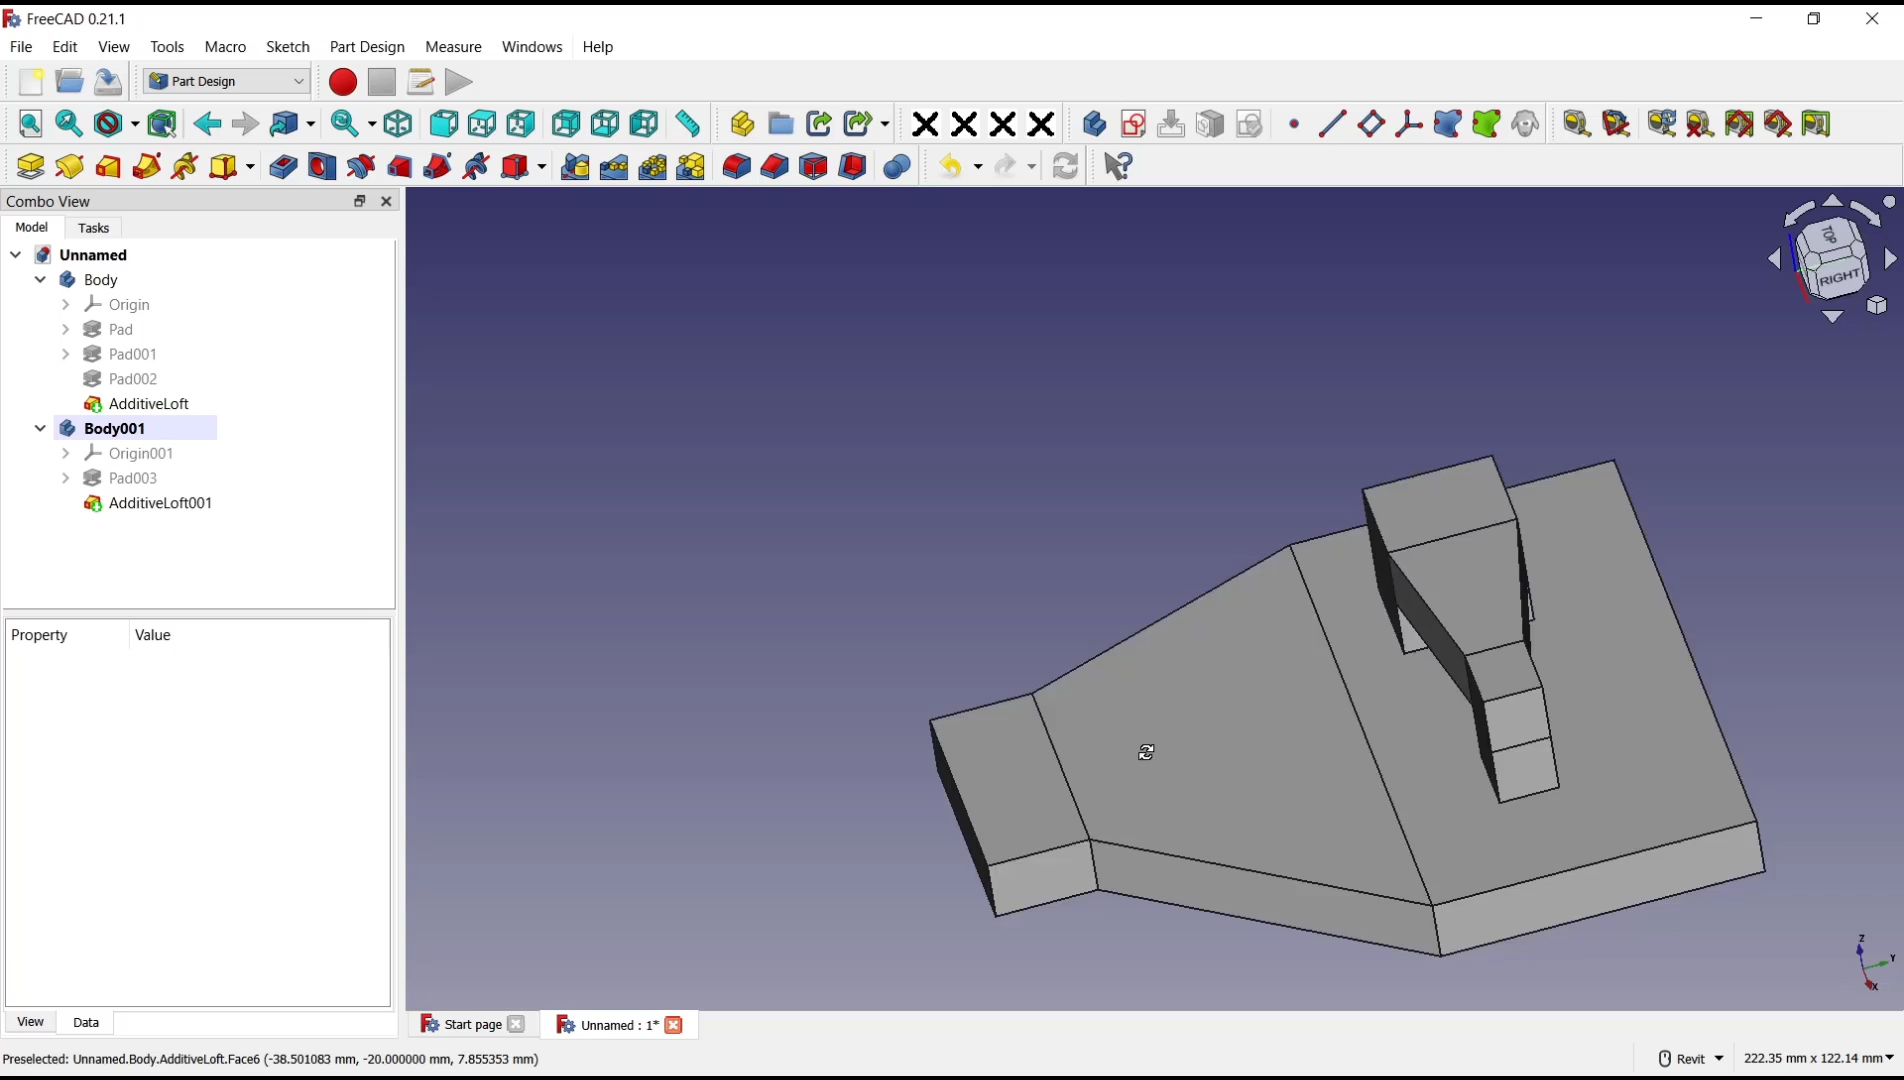 FreeCAD 0.21.1
File Edit View Tools Macro Sketch Part Design Measure Windows Help
Part Design
Combo View
Model Tasks
Unnamed
Body
Origin
Pad
Pad001
Pad002
AdditiveLoft
Body001
Origin001
Pad003
AdditiveLoft001
TOP
RIGHT
Property Value
Z
Y
X
View Data
Start page Unnamed : 1*
Preselected: Unnamed.Body.AdditiveLoft.Face6 (-38.501083 mm, -20.000000 mm, 7.855353 mm)
Revit 222.35 mm x 122.14 mm